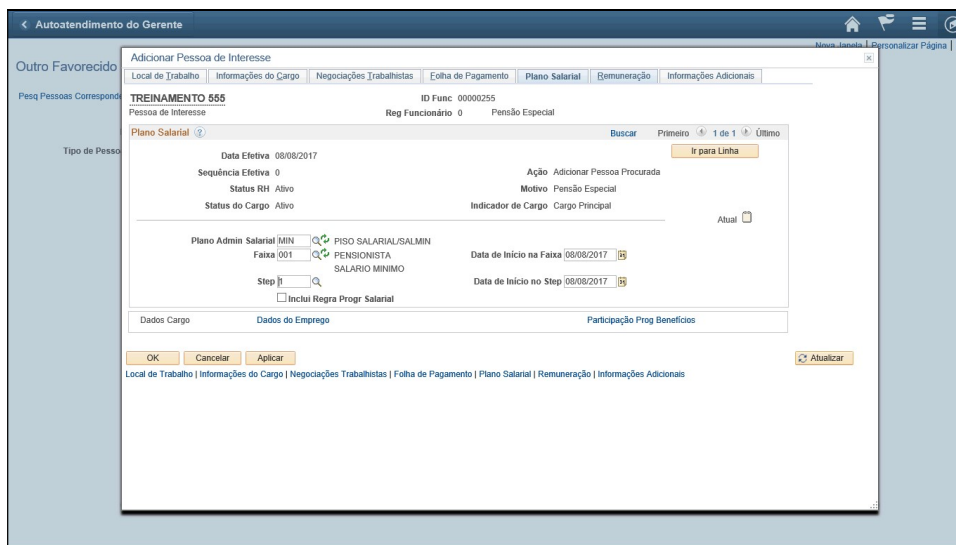 Autoatendimento do Gerente
Nova Janela | Personalizar Página |
Outro Favorecido
Adicionar Pessoa de Interesse
Local de Trabalho Informações do Cargo Negociações Trabalhistas Folha de Pagamento Plano Salarial Remuneração Informações Adicionais
Pesq Pessoas
TREINAMENTO 555 ID Func 00000255
Pessoa de Interesse Reg Funcionário 0 Pensão Especial
Plano Salarial Buscar Primeiro 1 de 1 Último
Tipo de
Data Efetiva 08/08/2017 Ir para Linha
Sequência Efetiva 0 Ação Adicionar Pessoa Procurada
Status RH Ativo Motivo Pensão Especial
Status do Cargo Ativo Indicador de Cargo Cargo Principal
Atual
Plano Admin Salarial MIN PISO SALARIAL/SALMIN
Faixa 001 PENSIONISTA Data de Início na Faixa 08/08/2017
SALARIO MINIMO
Step 1 Data de Início no Step 08/08/2017
Inclui Regra Progr Salarial
Dados Cargo Dados do Emprego Participação Prog Benefícios
OK Cancelar Aplicar Atualizar
Local de Trabalho | Informações do Cargo | Negociações Trabalhistas | Folha de Pagamento | Plano Salarial | Remuneração | Informações Adicionais